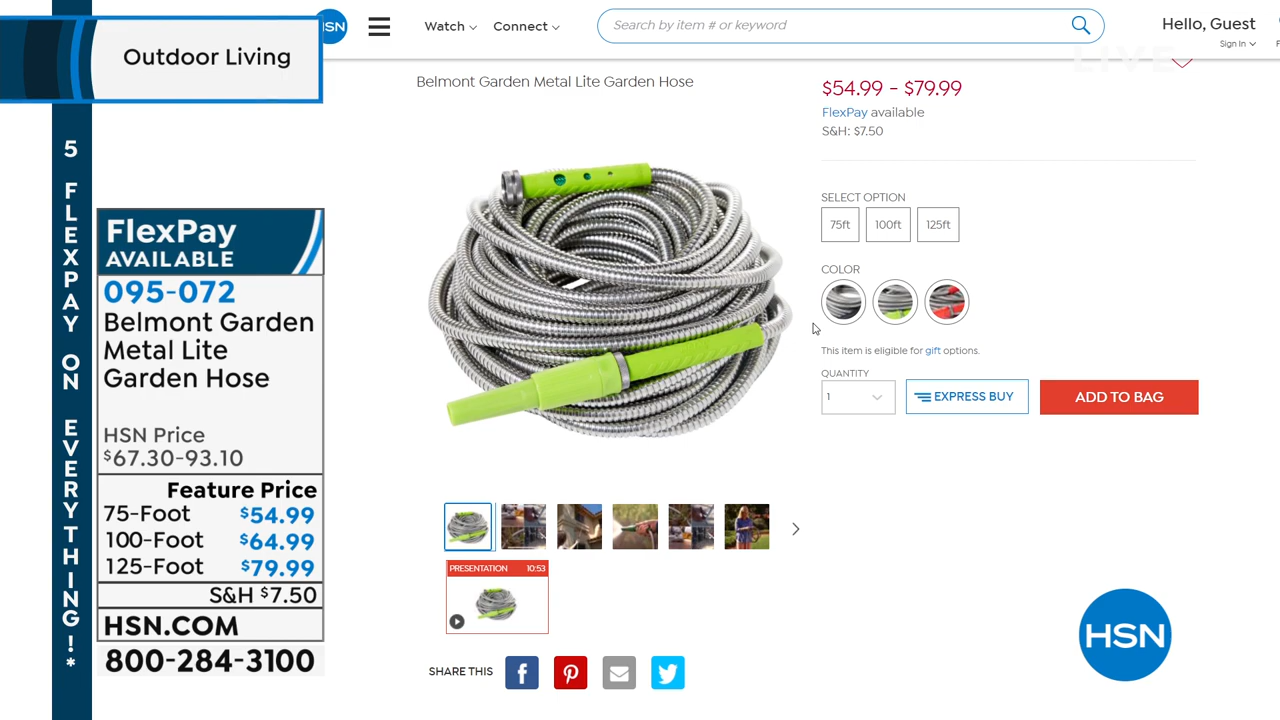 Outdoor Living
5 FLEXPAY ON EVERYTHING!*
FlexPay
AVAILABLE
095-072
Belmont Garden
Metal Lite
Garden Hose
HSN Price
$67.30-93.10
Feature Price
75-Foot $54.99
100-Foot $64.99
125-Foot $79.99
S&H $7.50
HSN.COM
800-284-3100
HSN
Watch
Connect
Search by item # or keyword
Hello, Guest
Sign In
F
LIVE
Belmont Garden Metal Lite Garden Hose
$54.99 - $79.99
FlexPay available
S&H: $7.50
SELECT OPTION
75ft 100ft 125ft
COLOR
This item is eligible for gift options.
QUANTITY
1
EXPRESS BUY
ADD TO BAG
PRESENTATION 10:53
SHARE THIS
HSN